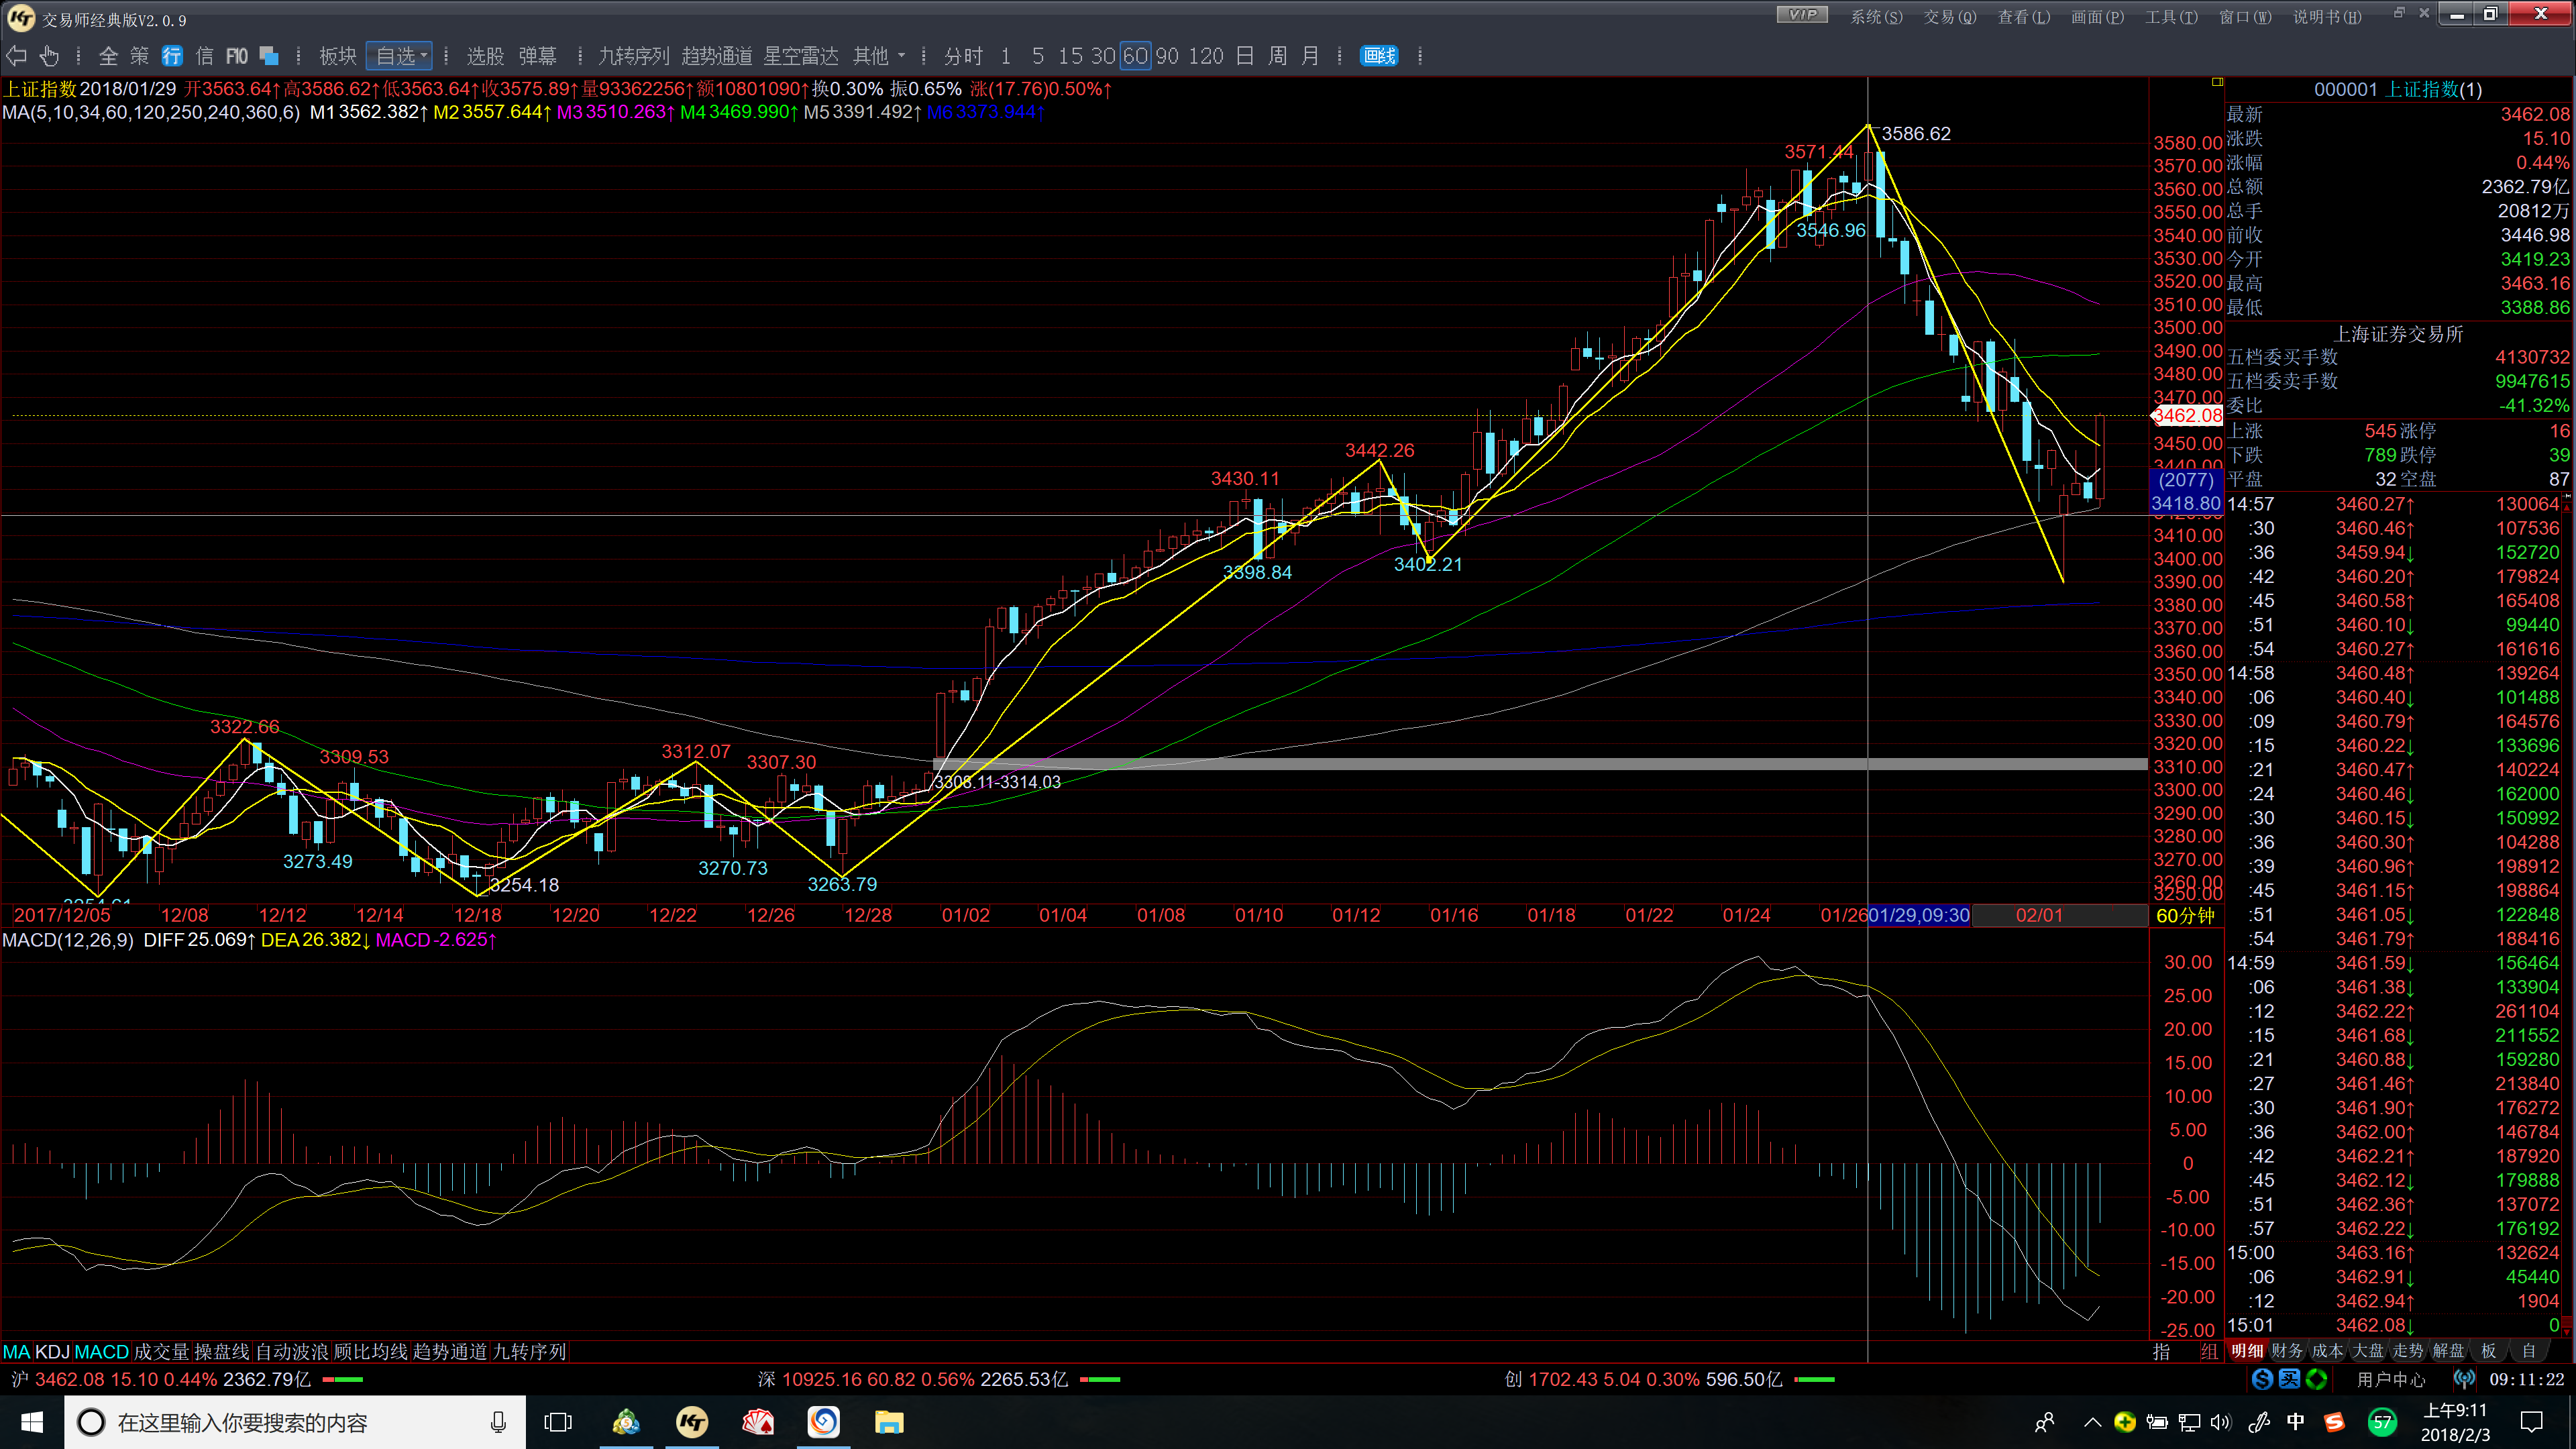 交易师经典版V2.0.9
VIP 系统(S) 交易(Q) 查看(L) 画面(P) 工具(T) 窗口(W) 说明书(H)
全 策 行 信 F10 板块 自选 选股 弹幕 九转序列 趋势通道 星空雷达 其他 分时 1 5 15 30 60 90 120 日 周 月 画线
上证指数 2018/01/29 开3563.64↑高3586.62↑低3563.64↑收3575.89↑量93362256↑额10801090↑换0.30% 振0.65% 涨(17.76)0.50%↑
MA(5,10,34,60,120,250,240,360,6) M1 3562.382↑ M2 3557.644↑ M3 3510.263↑ M4 3469.990↑ M5 3391.492↑ M6 3373.944↑
3586.62
3571.44
3546.96
3442.26
3430.11
3398.84
3402.21
3322.66
3309.53
3312.07
3307.30
3308.11-3314.03
3273.49
3270.73
3263.79
3254.18
3580.00
3570.00
3560.00
3550.00
3540.00
3530.00
3520.00
3510.00
3500.00
3490.00
3480.00
3470.00
3462.08
3450.00
3440.00
(2077)
3418.80
3410.00
3400.00
3390.00
3380.00
3370.00
3360.00
3350.00
3340.00
3330.00
3320.00
3310.00
3300.00
3290.00
3280.00
3270.00
3260.00
3250.00
2017/12/05 12/08 12/12 12/14 12/18 12/20 12/22 12/26 12/28 01/02 01/04 01/08 01/10 01/12 01/16 01/18 01/22 01/24 01/26 01/29,09:30 02/01 60分钟
MACD(12,26,9) DIFF 25.069↑ DEA 26.382↓ MACD -2.625↑
30.00
25.00
20.00
15.00
10.00
5.00
0
-5.00
-10.00
-15.00
-20.00
-25.00
MA KDJ MACD 成交量 操盘线 自动波浪 顾比均线 趋势通道 九转序列 指 组
000001 上证指数(1)
最新 3462.08
涨跌 15.10
涨幅 0.44%
总额 2362.79亿
总手 20812万
前收 3446.98
今开 3419.23
最高 3463.16
最低 3388.86
上海证券交易所
五档委买手数 4130732
五档委卖手数 9947615
委比 -41.32%
上涨 545 涨停 16
下跌 789 跌停 39
平盘 32 空盘 87
14:57 3460.27↑ 130064
:30 3460.46↑ 107536
:36 3459.94↓ 152720
:42 3460.20↑ 179824
:45 3460.58↑ 165408
:51 3460.10↓ 99440
:54 3460.27↑ 161616
14:58 3460.48↑ 139264
:06 3460.40↓ 101488
:09 3460.79↑ 164576
:15 3460.22↓ 133696
:21 3460.47↑ 140224
:24 3460.46↓ 162000
:30 3460.15↓ 150992
:36 3460.30↑ 104288
:39 3460.96↑ 198912
:45 3461.15↑ 198864
:51 3461.05↓ 122848
:54 3461.79↑ 188416
14:59 3461.59↓ 156464
:06 3461.38↓ 133904
:12 3462.22↑ 261104
:15 3461.68↓ 211552
:21 3460.88↓ 159280
:27 3461.46↑ 213840
:30 3461.90↑ 176272
:36 3462.00↑ 146784
:42 3462.21↑ 187920
:45 3462.12↓ 179888
:51 3462.36↑ 137072
:57 3462.22↓ 176192
15:00 3463.16↑ 132624
:06 3462.91↓ 45440
:12 3462.94↑ 1904
15:01 3462.08↓ 0
明细 财务 成本 大盘 走势 解盘 板 自
沪 3462.08 15.10 0.44% 2362.79亿 深 10925.16 60.82 0.56% 2265.53亿 创 1702.43 5.04 0.30% 596.50亿 买 用户中心 09:11:22
在这里输入你要搜索的内容 中 57 上午9:11
2018/2/3